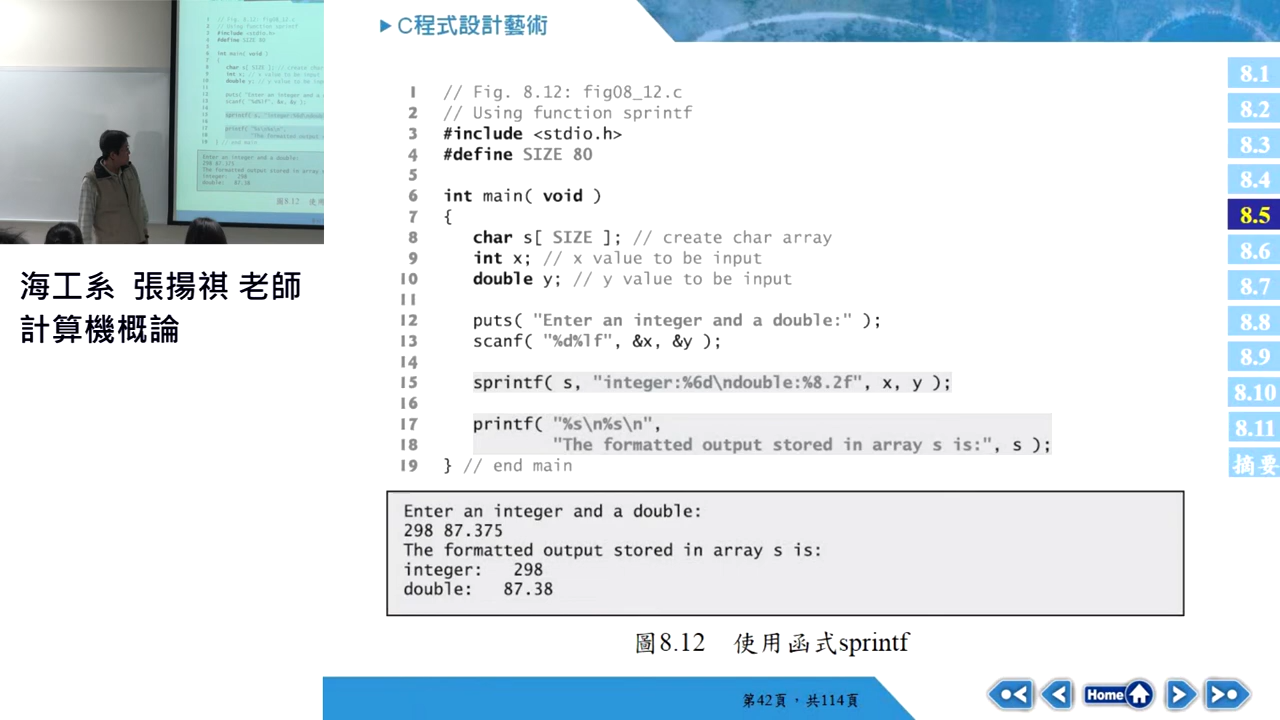 ▶C程式設計藝術
海工系 張揚祺 老師
計算機概論
1 // Fig. 8.12: fig08_12.c
2 // Using function sprintf
3 #include <stdio.h>
4 #define SIZE 80
5
6 int main( void )
7 {
8 char s[ SIZE ]; // create char array
9 int x; // x value to be input
10 double y; // y value to be input
11
12 puts( "Enter an integer and a double:" );
13 scanf( "%d%lf", &x, &y );
14
15 sprintf( s, "integer:%6d\ndouble:%8.2f", x, y );
16
17 printf( "%s\n%s\n",
18 "The formatted output stored in array s is:", s );
19 } // end main
Enter an integer and a double:
298 87.375
The formatted output stored in array s is:
integer:   298
double:   87.38
圖8.12 使用函式sprintf
8.1
8.2
8.3
8.4
8.5
8.6
8.7
8.8
8.9
8.10
8.11
摘要
第42頁，共114頁
Home